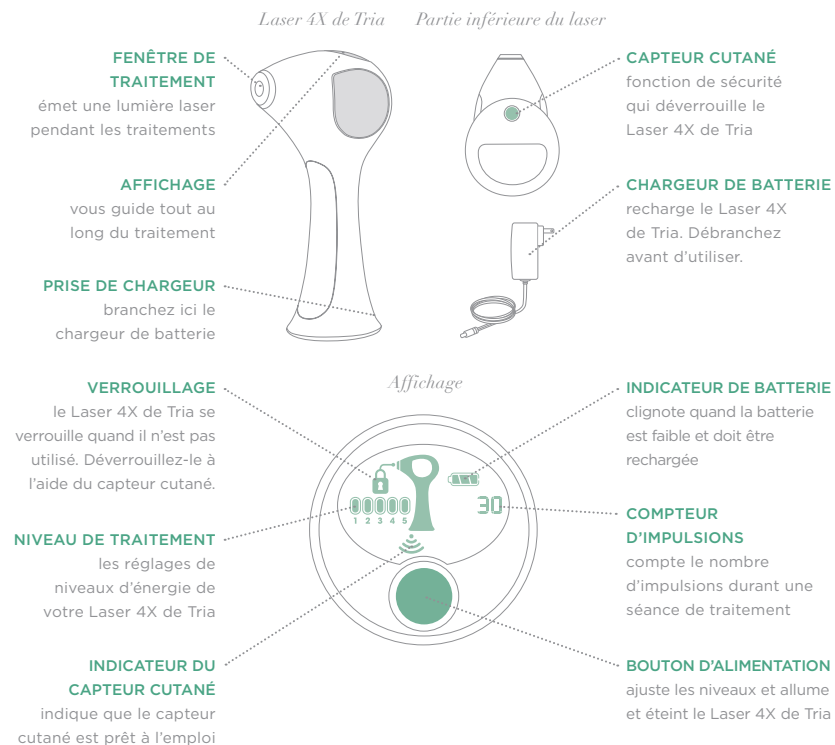 Laser 4X de Tria
Partie inférieure du laser
FENÊTRE DE
TRAITEMENT
émet une lumière laser
pendant les traitements
AFFICHAGE
vous guide tout au
long du traitement
PRISE DE CHARGEUR
branchez ici le
chargeur de batterie
CAPTEUR CUTANÉ
fonction de sécurité
qui déverrouille le
Laser 4X de Tria
CHARGEUR DE BATTERIE
recharge le Laser 4X
de Tria. Débranchez
avant d'utiliser.
Affichage
VERROUILLAGE
le Laser 4X de Tria se
verrouille quand il n'est pas
utilisé. Déverrouillez-le à
l'aide du capteur cutané.
NIVEAU DE TRAITEMENT
les réglages de
niveaux d'énergie de
votre Laser 4X de Tria
INDICATEUR DU
CAPTEUR CUTANÉ
indique que le capteur
cutané est prêt à l'emploi
30
1 2 3 4 5
INDICATEUR DE BATTERIE
clignote quand la batterie
est faible et doit être
rechargée
COMPTEUR
D'IMPULSIONS
compte le nombre
d'impulsions durant une
séance de traitement
BOUTON D'ALIMENTATION
ajuste les niveaux et allume
et éteint le Laser 4X de Tria